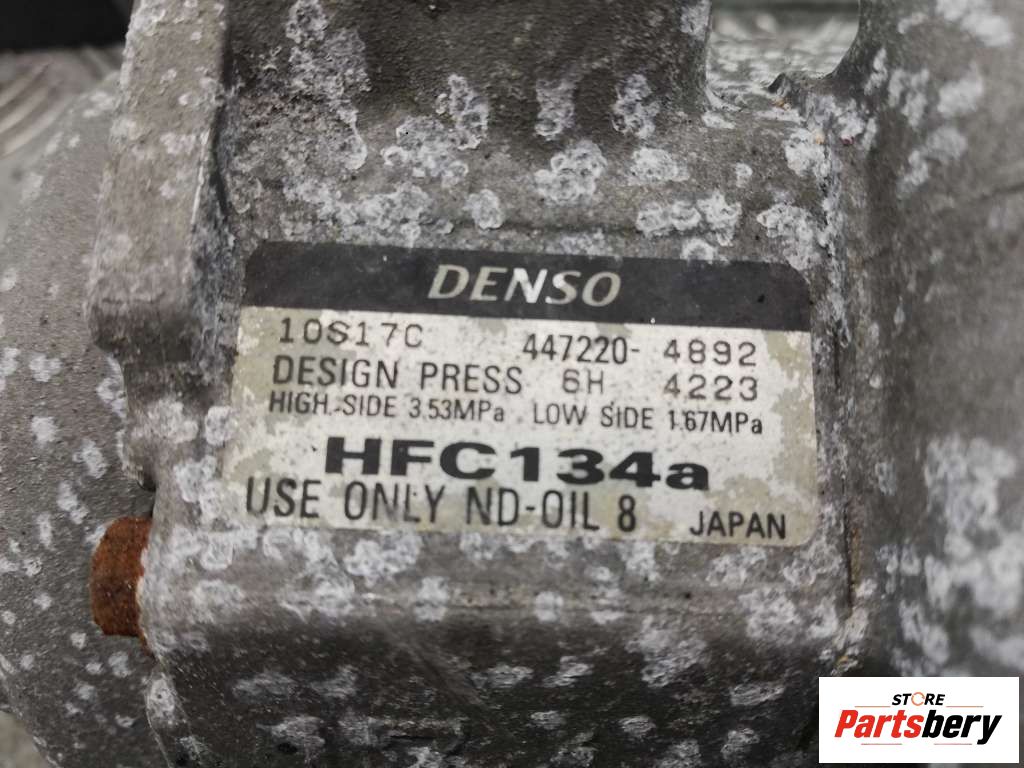 DENSO
10S17C 447220- 4892
DESIGN PRESS 6H 4223
HIGH-SIDE 3.53MPa LOW SIDE 1.67MPa
HFC134a
USE ONLY ND-OIL 8 JAPAN
STORE
Partsbery